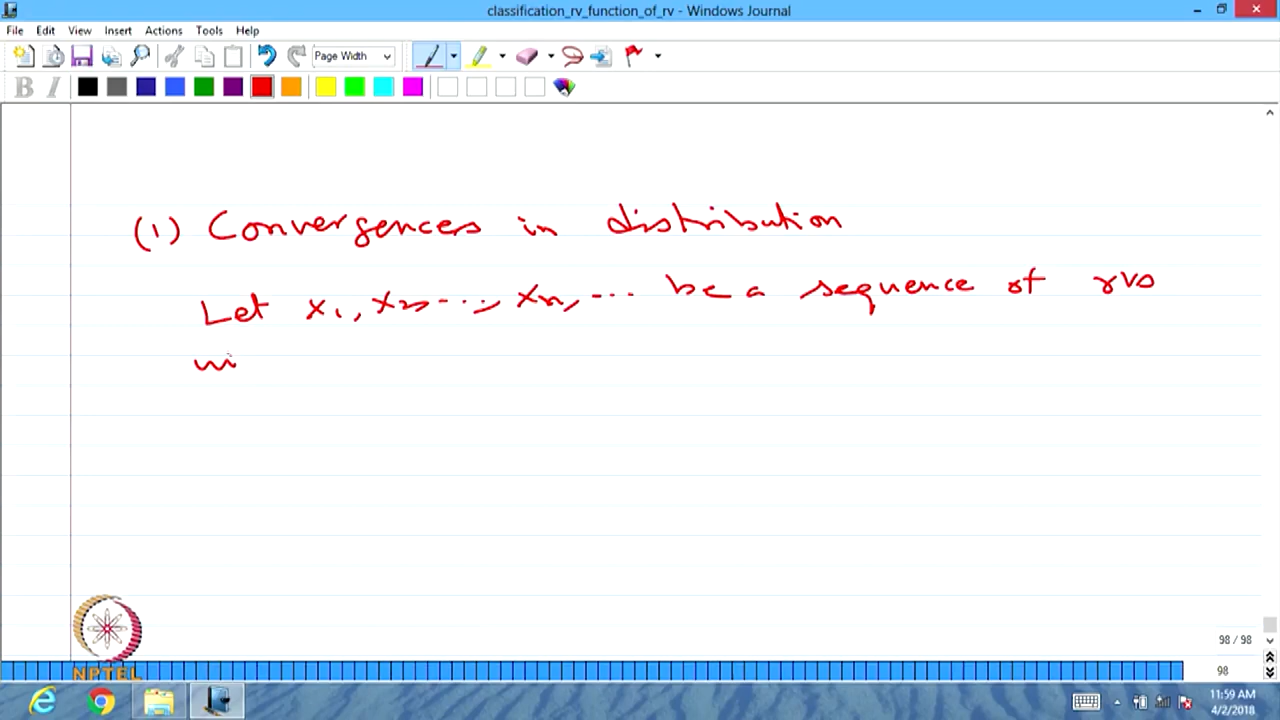 classification_rv_function_of_rv - Windows Journal
File Edit View Insert Actions Tools Help
Page Width
B I
(1) Convergences in distribution
Let X1, X2, ..., Xn, ... be a sequence of rvs
wi
98 / 98
NPTEL
98
11:59 AM
4/2/2018